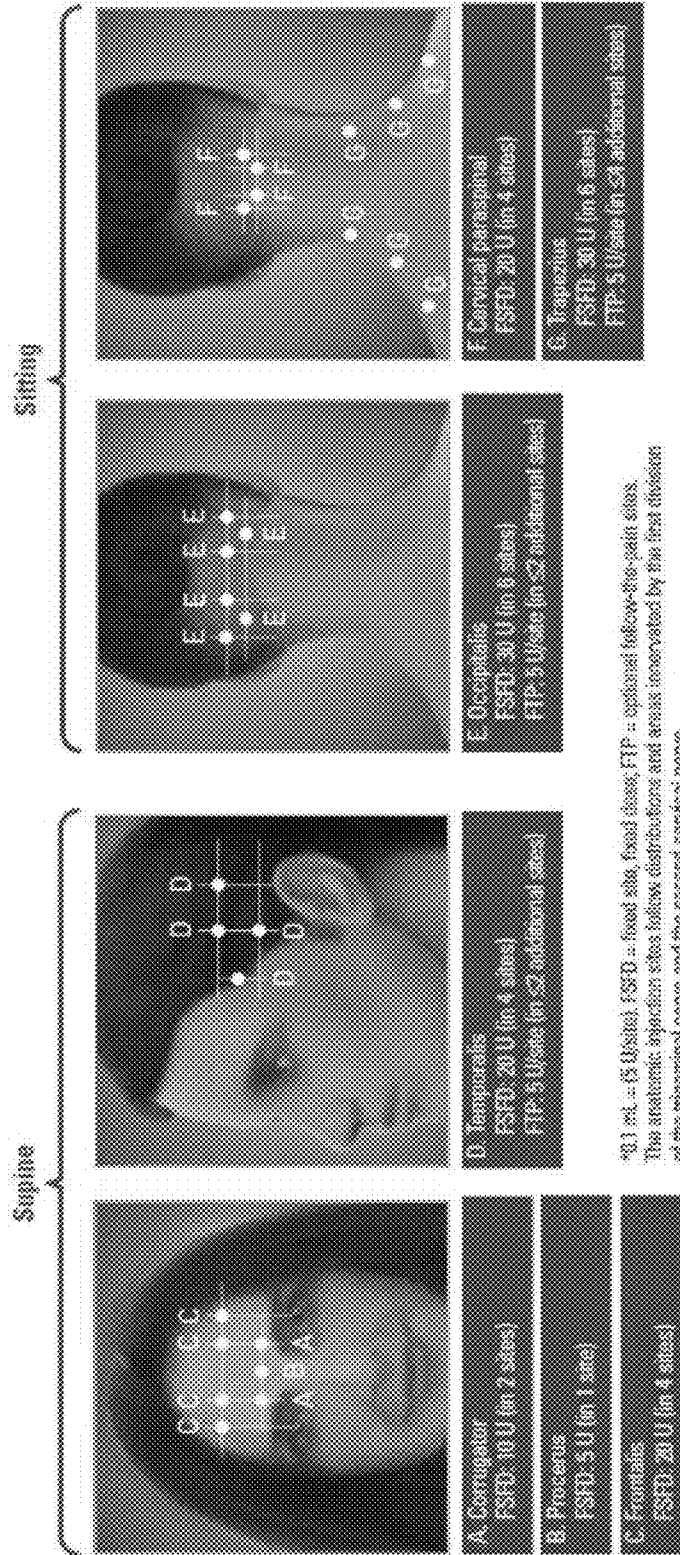 Supine
Sitting
C C C C
A B A
D D
D D
E E E E
E E
F F
F F
G G
G G
G G
A. Corrugator
FSFD: 10 U (in 2 sites)
B. Procerus
FSFD: 5 U (in 1 site)
C. Frontalis
FSFD: 20 U (in 4 sites)
D. Temporalis
FSFD: 20 U (in 4 sites)
FTP: 5 U/site (in ≤2 additional sites)
E. Occipitalis
FSFD: 30 U (in 6 sites)
FTP: 5 U/site (in ≤2 additional sites)
F. Cervical paraspinal
FSFD: 20 U (in 4 sites)
G. Trapezius
FSFD: 30 U (in 6 sites)
FTP: 5 U/site (in ≤4 additional sites)
*0.1 mL = (5 U/site). FSFD = fixed site, fixed dose; FTP = optional follow-the-pain sites.
The anatomic injection sites follow distributions and areas innervated by the first division
of the trigeminal nerve and the second cervical nerve.